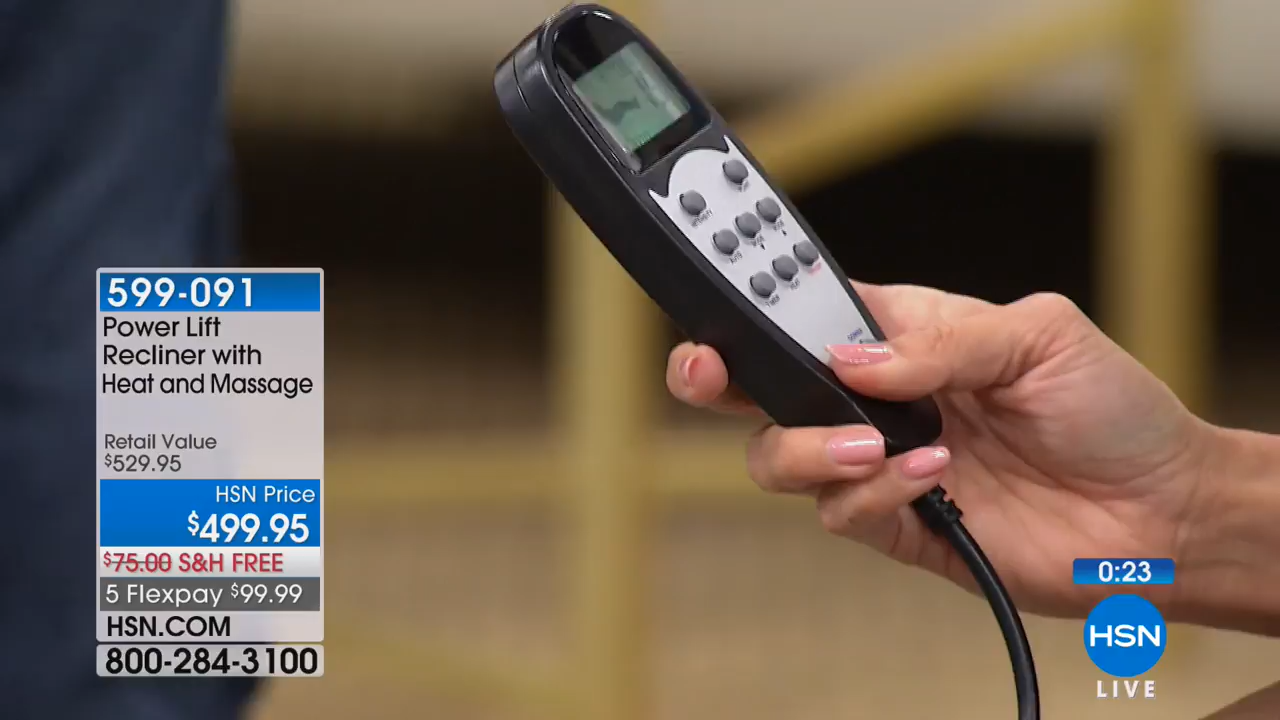 599-091
Power Lift
Recliner with
Heat and Massage
Retail Value
$529.95
HSN Price
$499.95
$75.00 S&H FREE
5 Flexpay $99.99
HSN.COM
800-284-3100
0:23
HSN
LIVE